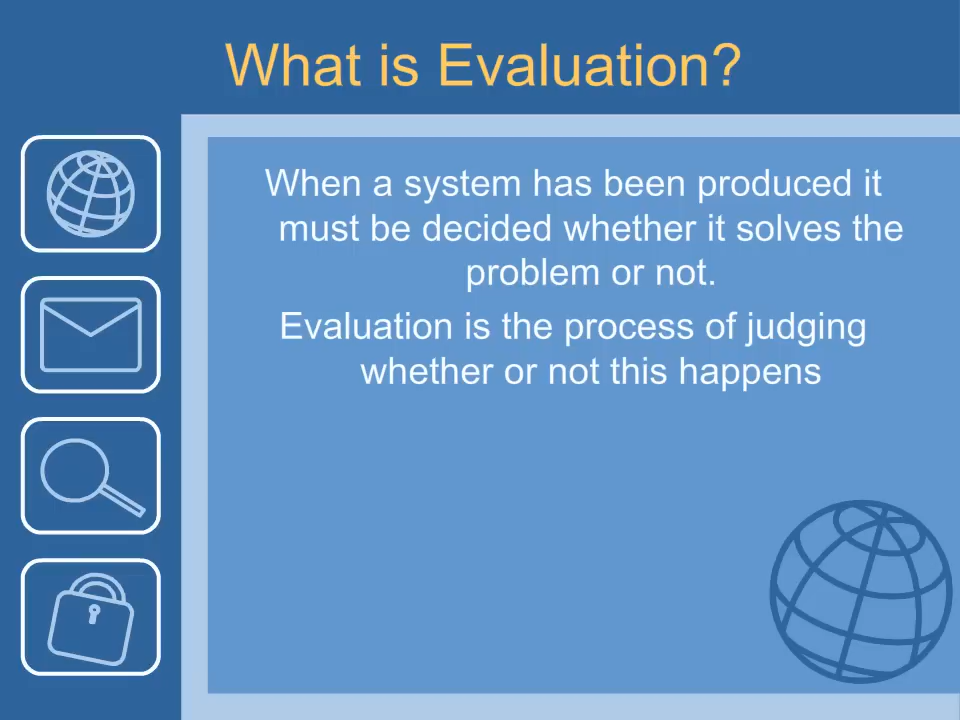 What is Evaluation?
When a system has been produced it
must be decided whether it solves the
problem or not.
Evaluation is the process of judging
whether or not this happens